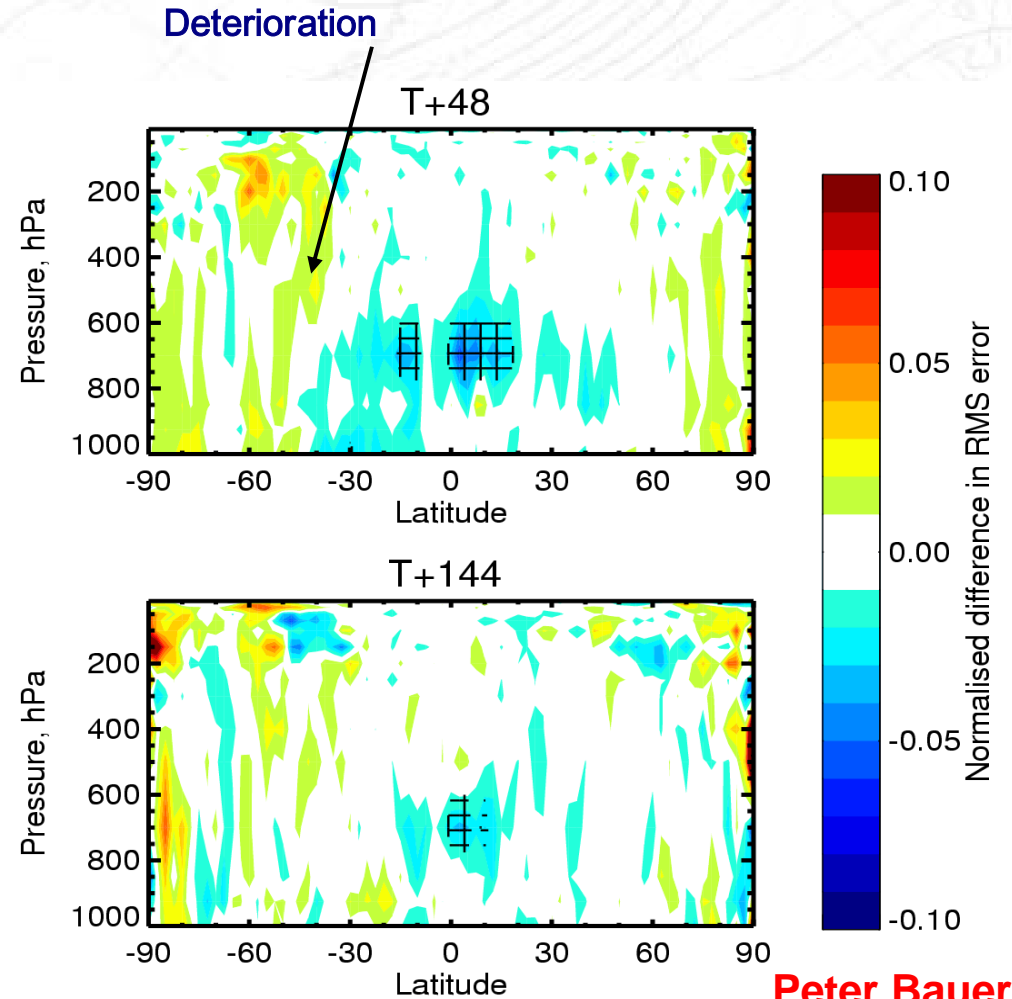 Deterioration
T+48
Pressure, hPa
200
400
600
800
1000
-90 -60 -30 0 30 60 90
Latitude
T+144
Pressure, hPa
200
400
600
800
1000
-90 -60 -30 0 30 60 90
Latitude
0.10
0.05
0.00
-0.05
-0.10
Normalised difference in RMS error
Peter Bauer